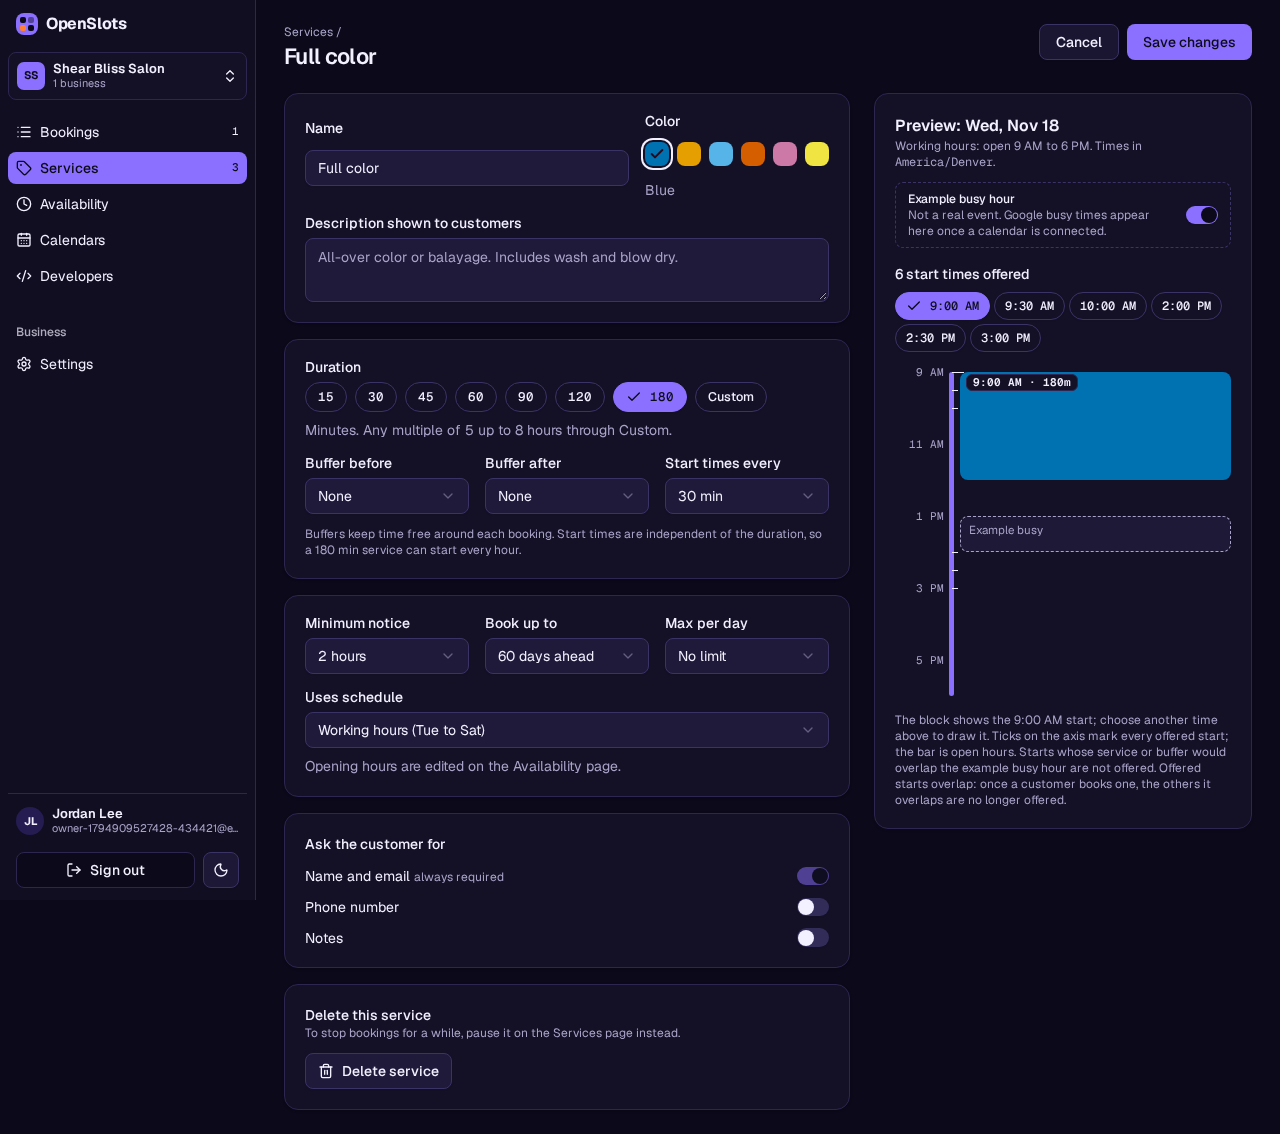 OpenSlots
SS
Shear Bliss Salon
1 business
Bookings 1
Services 3
Availability
Calendars
Developers
Business
Settings
JL
Jordan Lee
owner-1794909527428-434421@e...
Sign out
Services /
Full color
Cancel
Save changes
Name
Full color
Color
Blue
Description shown to customers
All-over color or balayage. Includes wash and blow dry.
Duration
15 30 45 60 90 120 180 Custom
Minutes. Any multiple of 5 up to 8 hours through Custom.
Buffer before Buffer after Start times every
None None 30 min
Buffers keep time free around each booking. Start times are independent of the duration, so
a 180 min service can start every hour.
Minimum notice Book up to Max per day
2 hours 60 days ahead No limit
Uses schedule
Working hours (Tue to Sat)
Opening hours are edited on the Availability page.
Ask the customer for
Name and email always required
Phone number
Notes
Delete this service
To stop bookings for a while, pause it on the Services page instead.
Delete service
Preview: Wed, Nov 18
Working hours: open 9 AM to 6 PM. Times in
America/Denver.
Example busy hour
Not a real event. Google busy times appear
here once a calendar is connected.
6 start times offered
9:00 AM 9:30 AM 10:00 AM 2:00 PM
2:30 PM 3:00 PM
9 AM
9:00 AM · 180m
11 AM
1 PM
Example busy
3 PM
5 PM
The block shows the 9:00 AM start; choose another time
above to draw it. Ticks on the axis mark every offered start;
the bar is open hours. Starts whose service or buffer would
overlap the example busy hour are not offered. Offered
starts overlap: once a customer books one, the others it
overlaps are no longer offered.